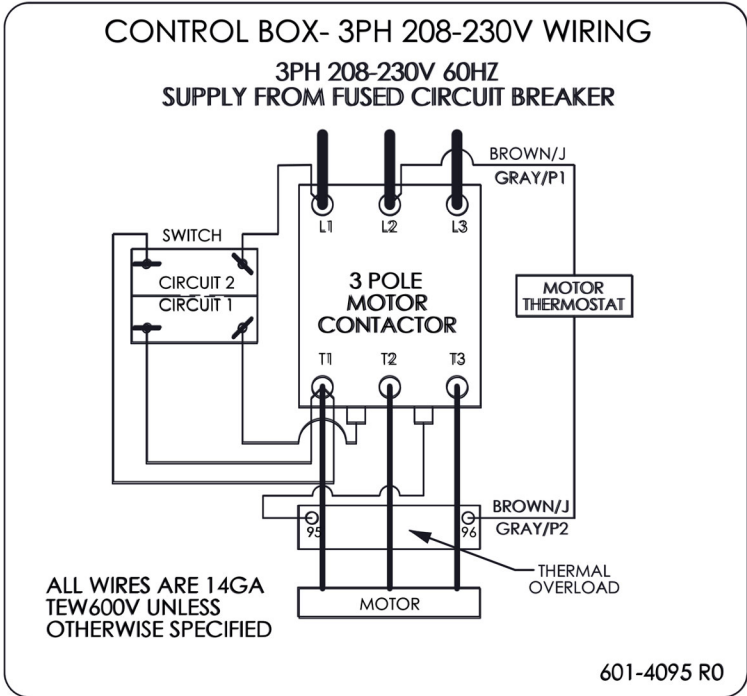 CONTROL BOX- 3PH 208-230V WIRING
3PH 208-230V 60HZ
SUPPLY FROM FUSED CIRCUIT BREAKER
BROWN/J
GRAY/P1
L1
L2
L3
SWITCH
CIRCUIT 2
CIRCUIT 1
3 POLE
MOTOR
CONTACTOR
MOTOR
THERMOSTAT
T1
T2
T3
BROWN/J
GRAY/P2
95
96
THERMAL
OVERLOAD
MOTOR
ALL WIRES ARE 14GA
TEW600V UNLESS
OTHERWISE SPECIFIED
601-4095 R0